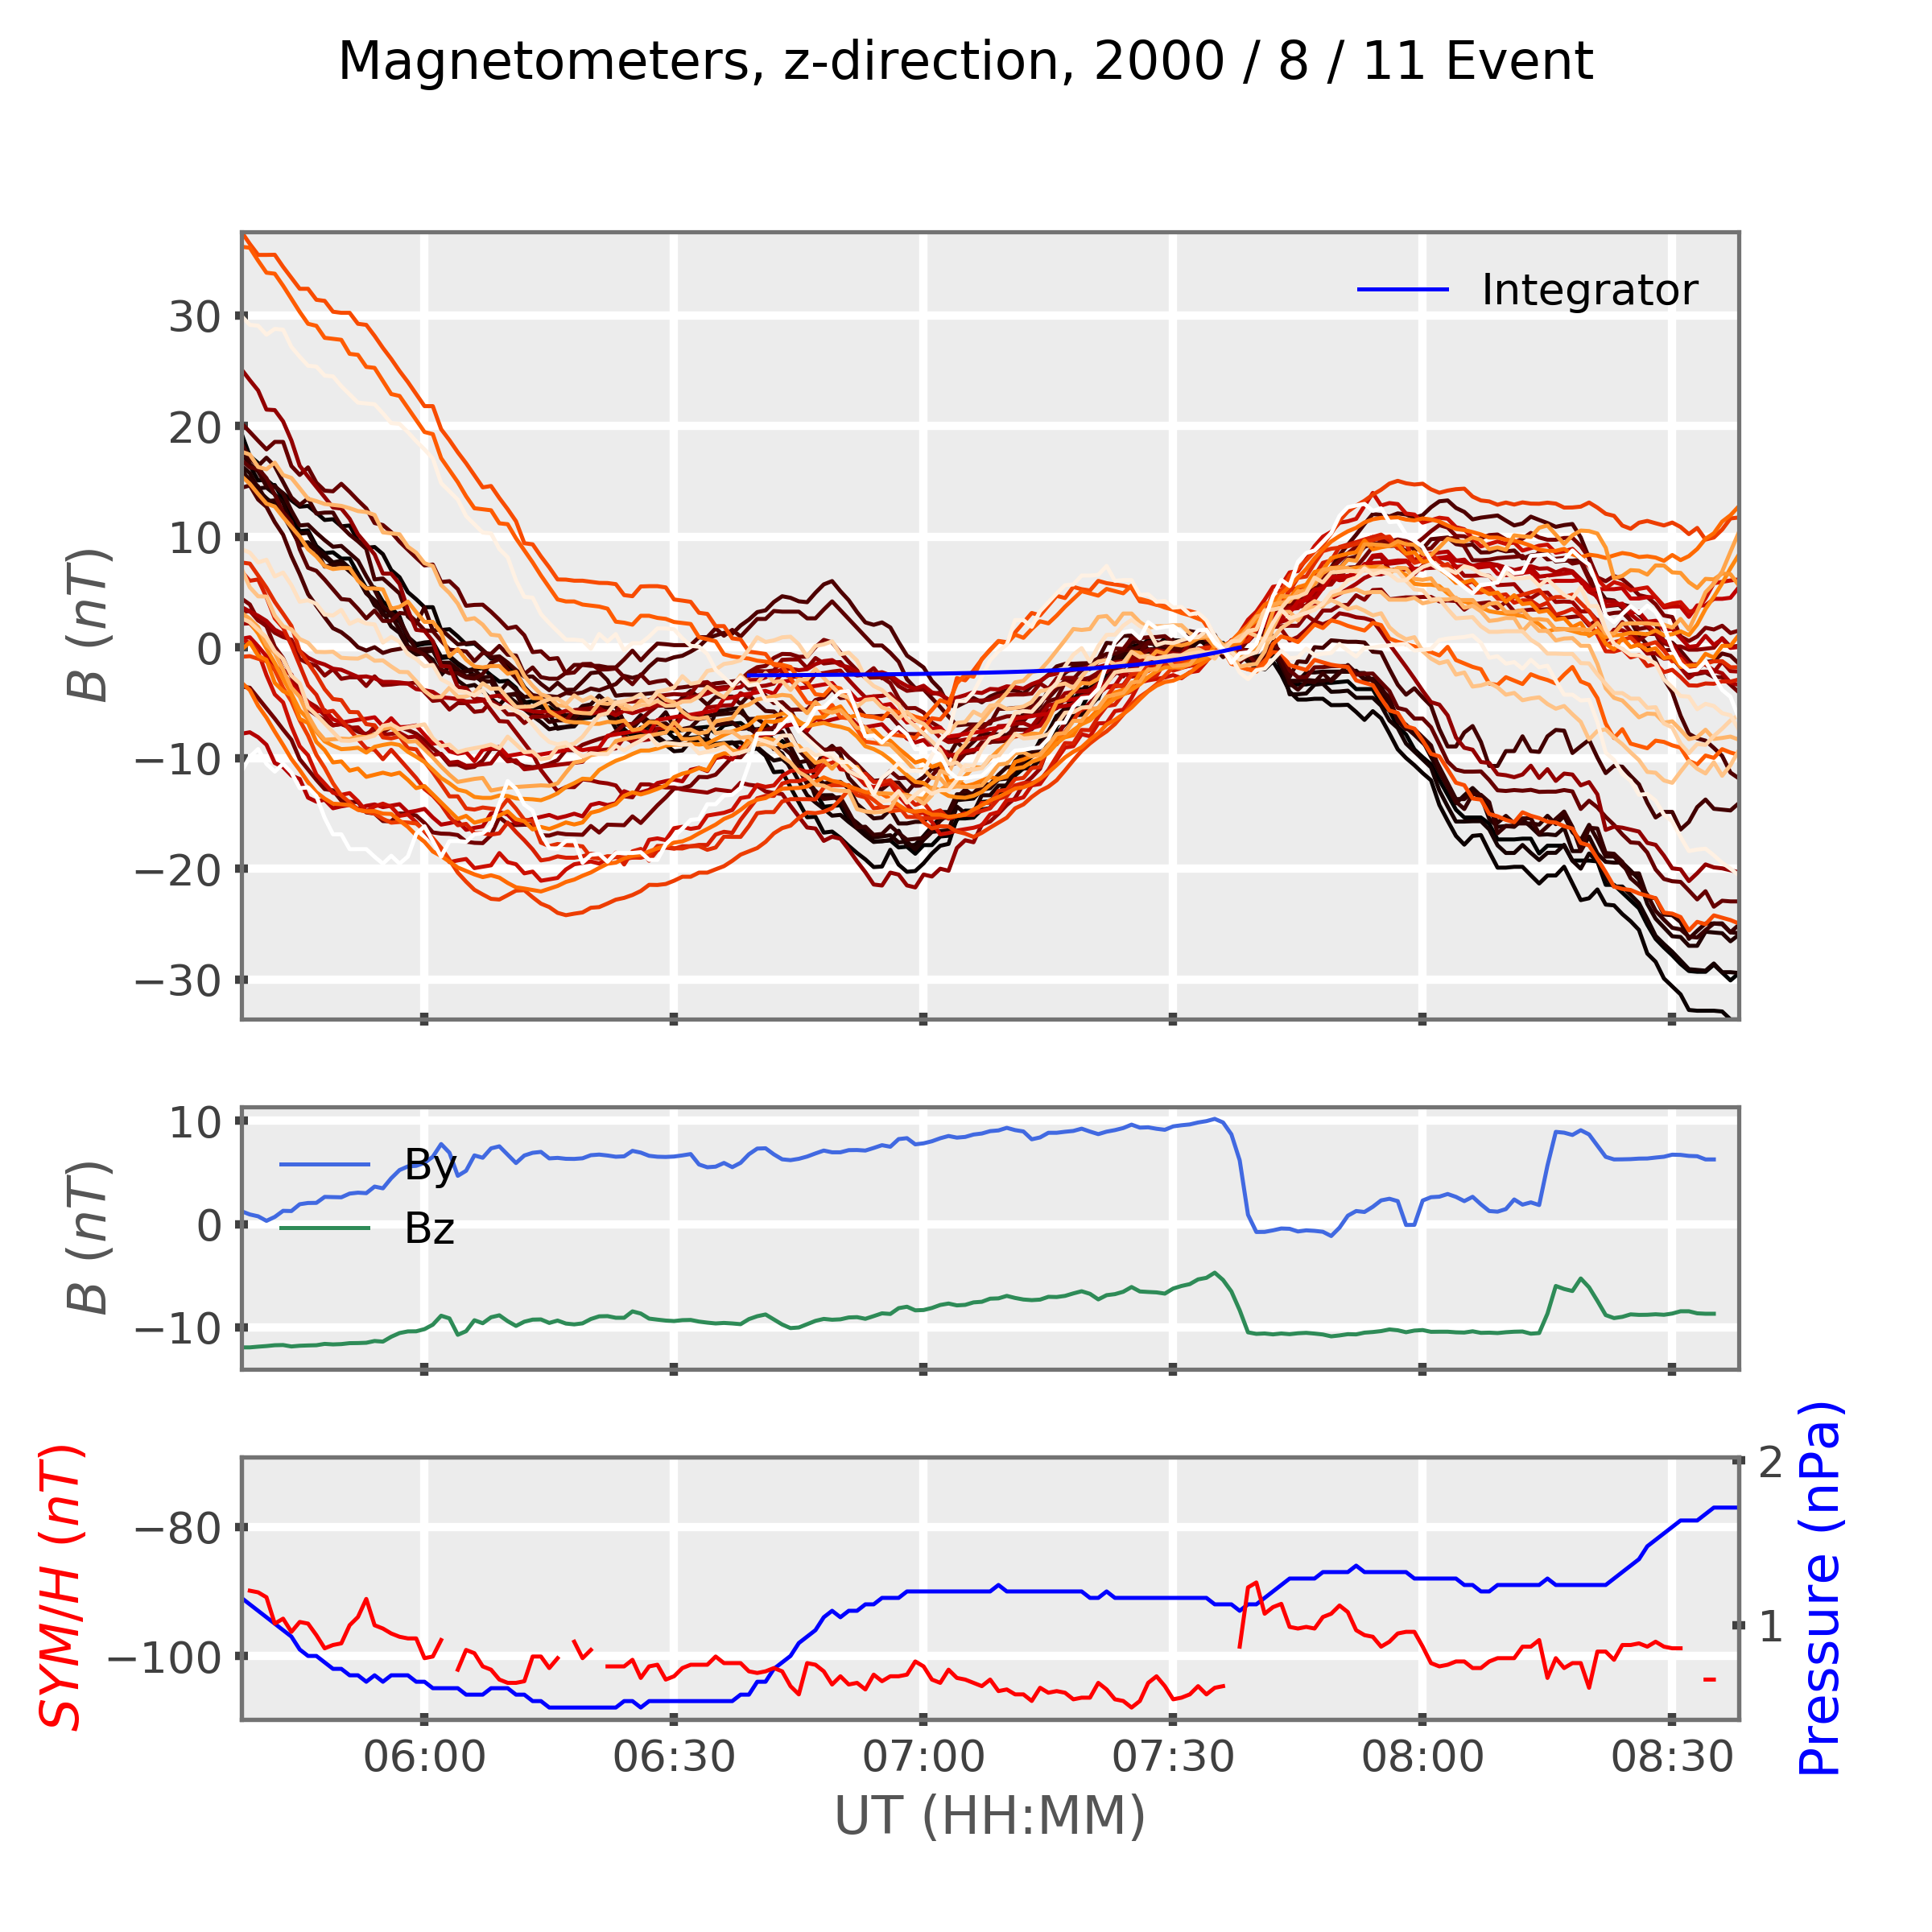 Magnetometers, z-direction, 2000 / 8 / 11 Event
Integrator
30
20
10
0
−10
−20
−30
B (nT)
10
0
−10
B (nT)
By
Bz
−80
−100
SYM/H (nT)
2
1
Pressure (nPa)
06:00 06:30 07:00 07:30 08:00 08:30
UT (HH:MM)